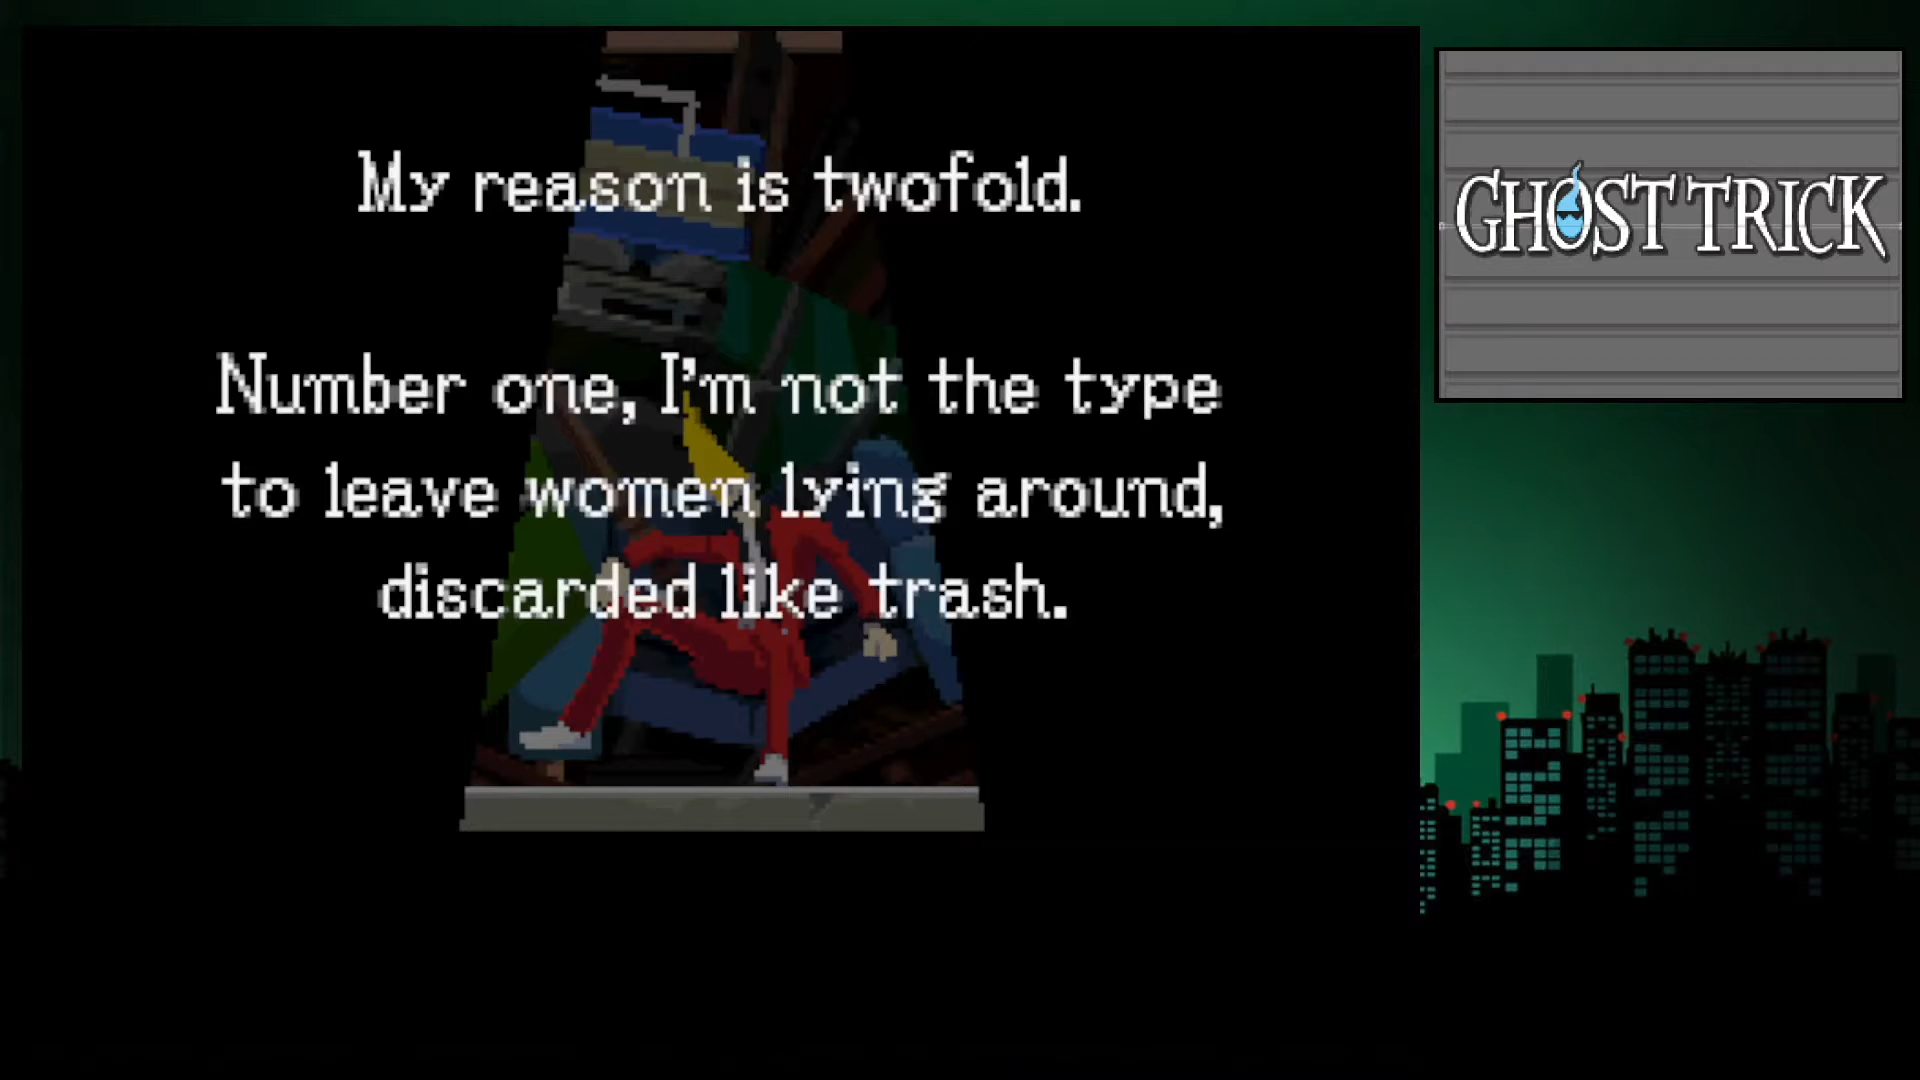 My reason is twofold.
Number one, I'm not the type
to leave women lying around,
discarded like trash.
GHOST TRICK